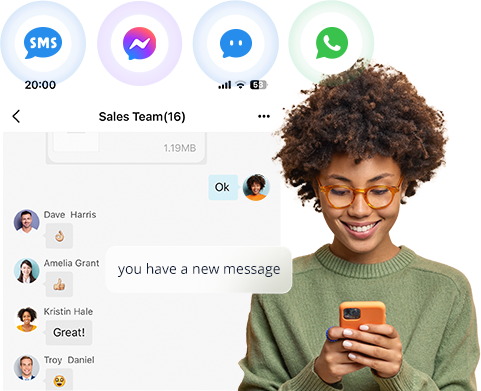 SMS
20:00
53
Sales Team(16)
1.19MB
Ok
Dave Harris
Amelia Grant
you have a new message
Kristin Hale
Great!
Troy Daniel